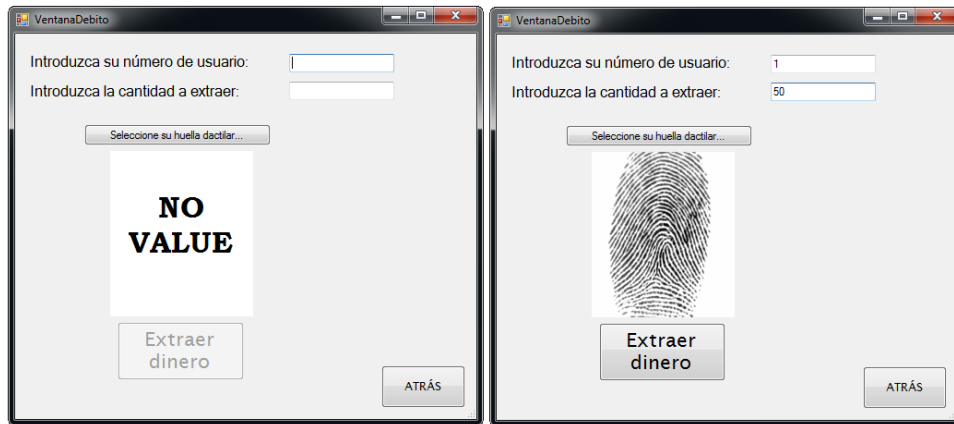 VentanaDebito
Introduzca su número de usuario:
Introduzca la cantidad a extraer:
Seleccione su huella dactilar...
NO
VALUE
Extraer
dinero
ATRÁS
VentanaDebito
Introduzca su número de usuario: 1
Introduzca la cantidad a extraer: 50
Seleccione su huella dactilar...
Extraer
dinero
ATRÁS